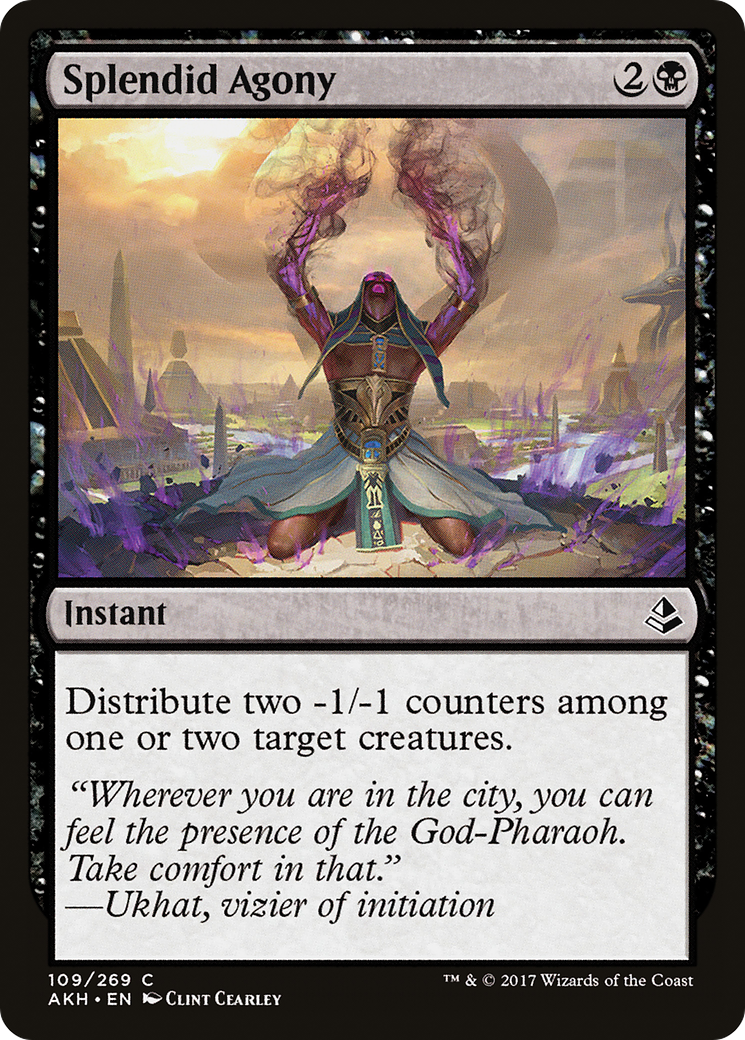 Splendid Agony 2
Instant
Distribute two -1/-1 counters among
one or two target creatures.
“Wherever you are in the city, you can
feel the presence of the God-Pharaoh.
Take comfort in that.”
—Ukhat, vizier of initiation
109/269 C
™ & © 2017 Wizards of the Coast
AKH • EN Clint Cearley